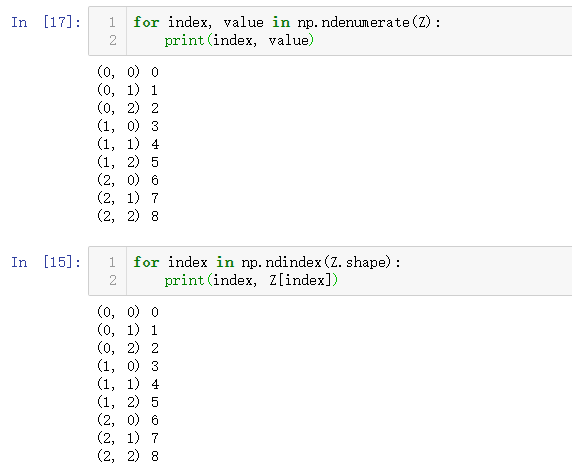 In [17]: 1 for index, value in np.ndenumerate(Z):
2 print(index, value)
(0, 0) 0
(0, 1) 1
(0, 2) 2
(1, 0) 3
(1, 1) 4
(1, 2) 5
(2, 0) 6
(2, 1) 7
(2, 2) 8
In [15]: 1 for index in np.ndindex(Z.shape):
2 print(index, Z[index])
(0, 0) 0
(0, 1) 1
(0, 2) 2
(1, 0) 3
(1, 1) 4
(1, 2) 5
(2, 0) 6
(2, 1) 7
(2, 2) 8